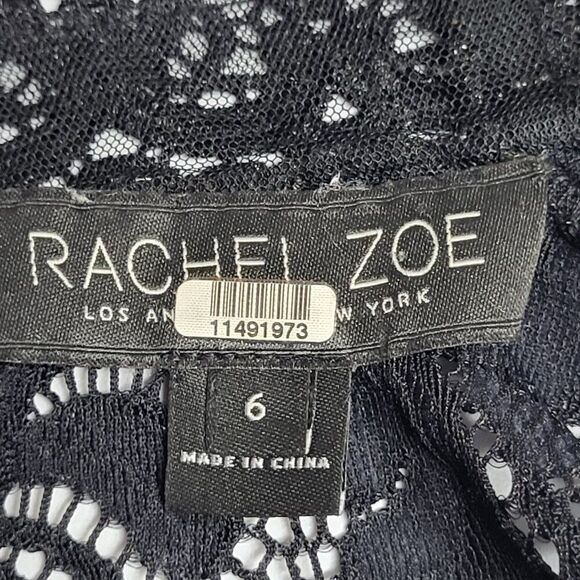 RACHEL ZOE
LOS AN W YORK
11491973
6
MADE IN CHINA